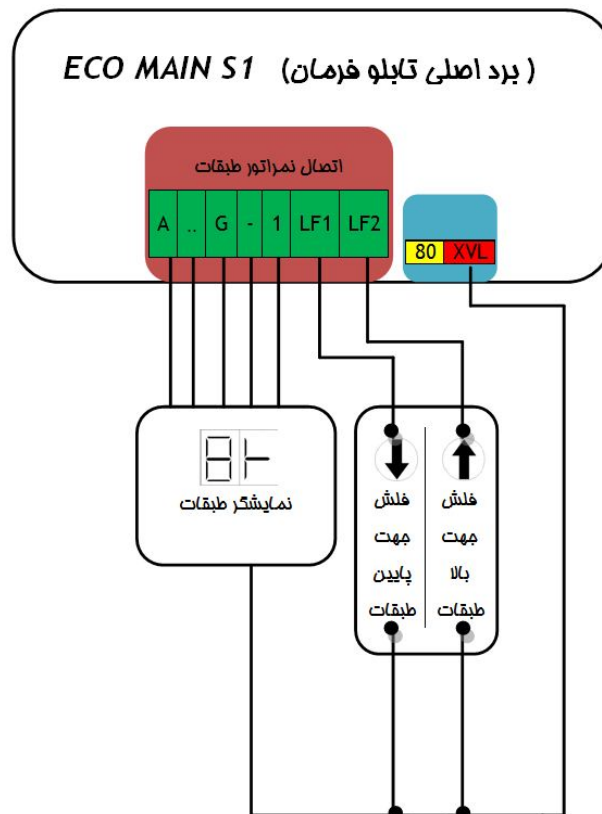 ECO MAIN S1 (برد اصلی تابلو فرمان)
اتصال نمراتور طبقات
A .. G - 1 LF1 LF2
80 XVL
نمایشگر طبقات
فلش جهت پایین طبقات
فلش جهت بالا طبقات